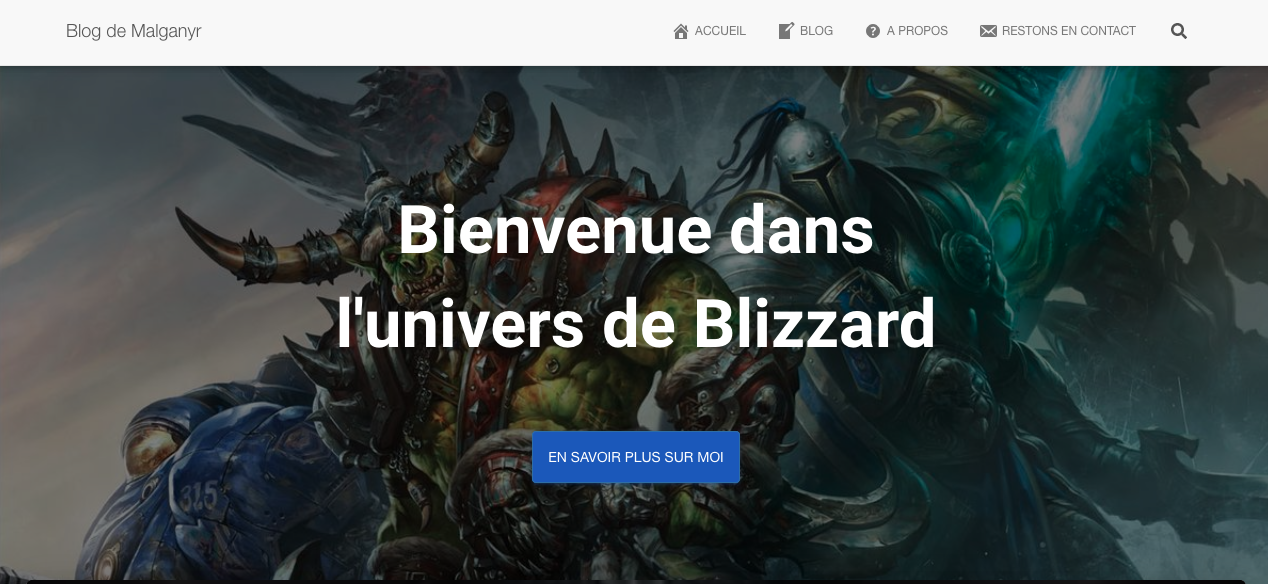 Blog de Malganyr
ACCUEIL
BLOG
A PROPOS
RESTONS EN CONTACT
Bienvenue dans
l'univers de Blizzard
EN SAVOIR PLUS SUR MOI
315